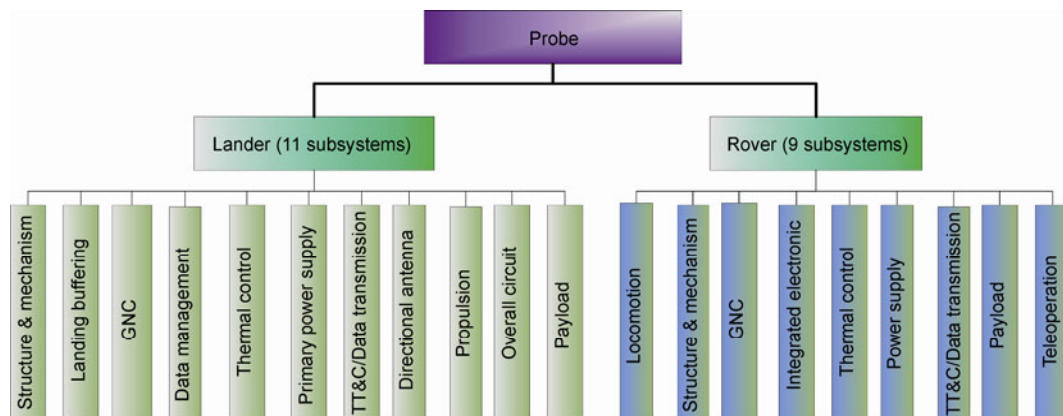 Probe
Lander (11 subsystems)
Rover (9 subsystems)
Structure & mechanism
Landing buffering
GNC
Data management
Thermal control
Primary power supply
TT&C/Data transmission
Directional antenna
Propulsion
Overall circuit
Payload
Locomotion
Structure & mechanism
GNC
Integrated electronic
Thermal control
Power supply
TT&C/Data transmission
Payload
Teleoperation